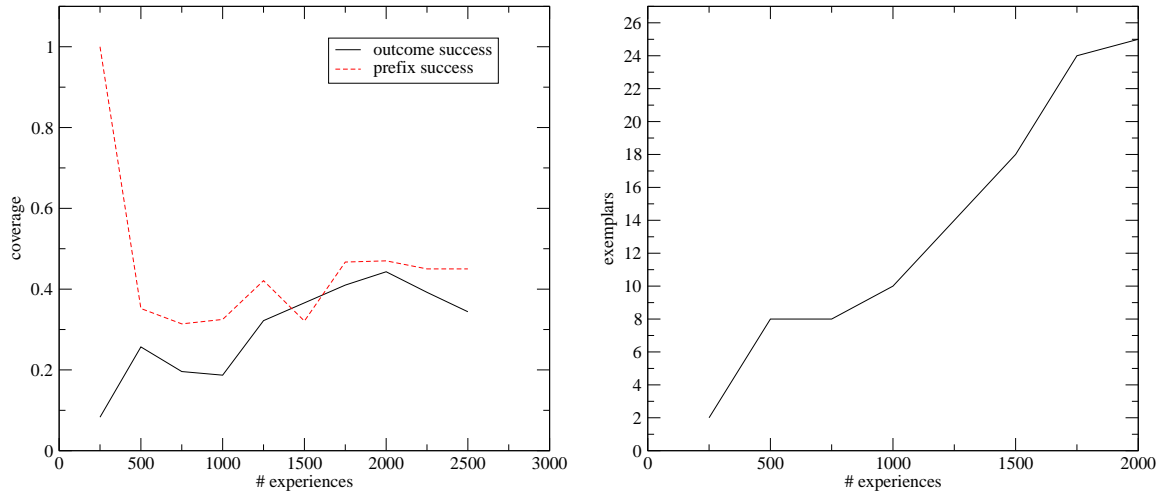 1
0.8
0.6
0.4
0.2
0
coverage
outcome success
prefix success
0 500 1000 1500 2000 2500 3000
# experiences
26
24
22
20
18
16
14
12
10
8
6
4
2
0
exemplars
0 500 1000 1500 2000
# experiences